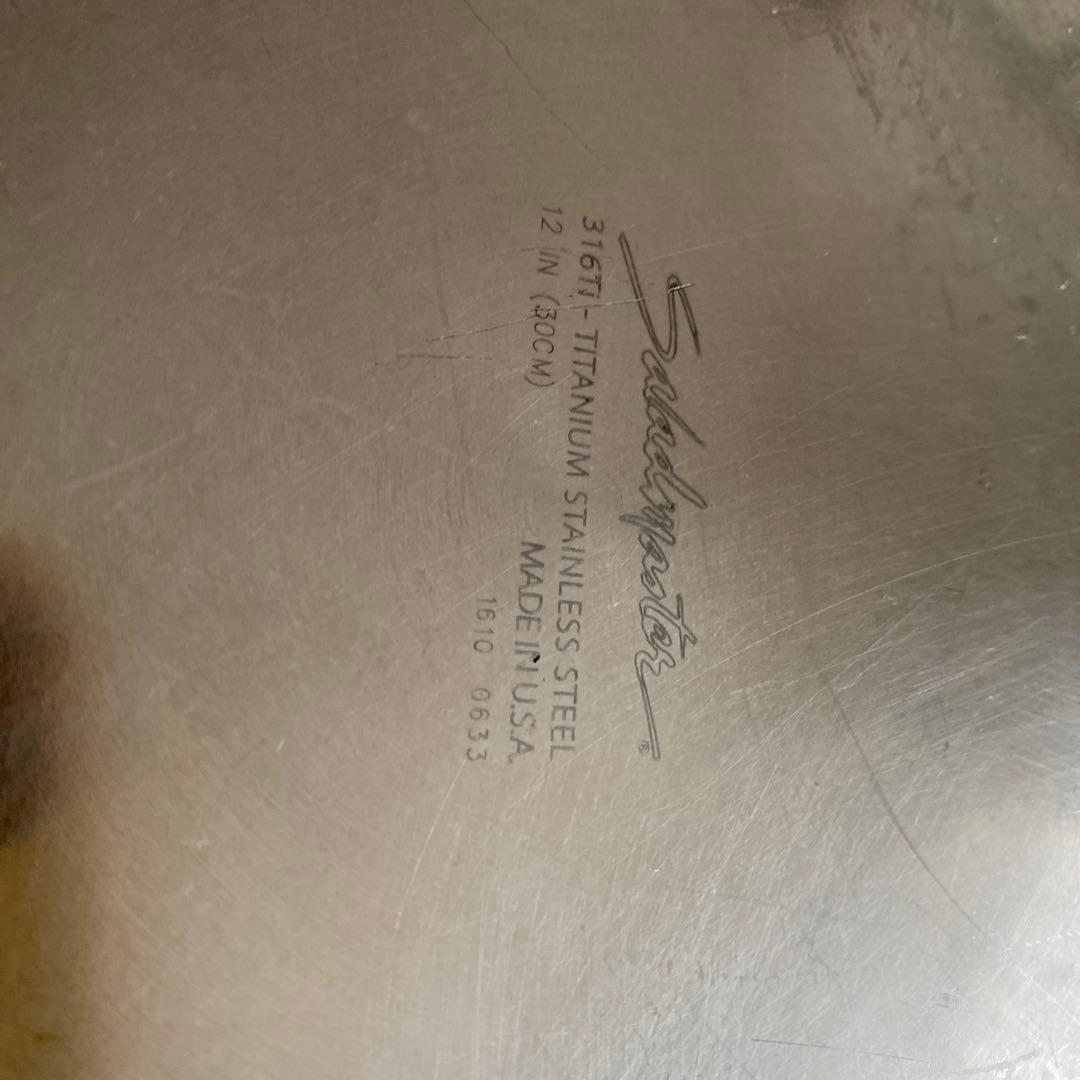 Saladmaster®
316Ti - TITANIUM STAINLESS STEEL
12 IN (30CM)
MADE IN U.S.A.
1610 0633